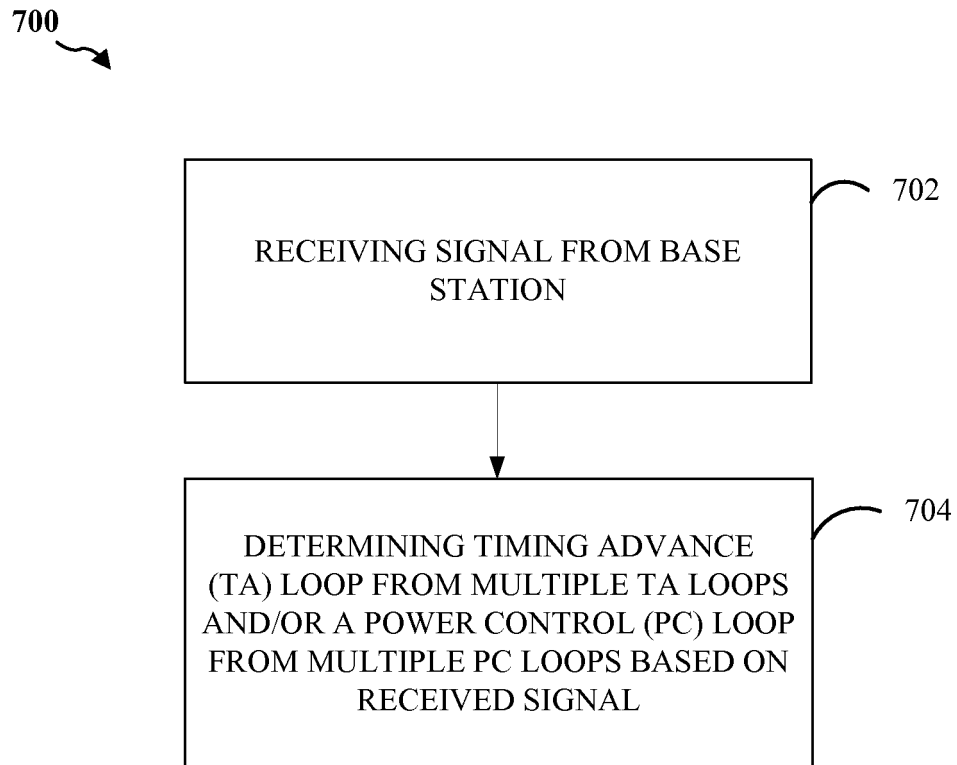 700
702
RECEIVING SIGNAL FROM BASE
STATION
704
DETERMINING TIMING ADVANCE
(TA) LOOP FROM MULTIPLE TA LOOPS
AND/OR A POWER CONTROL (PC) LOOP
FROM MULTIPLE PC LOOPS BASED ON
RECEIVED SIGNAL